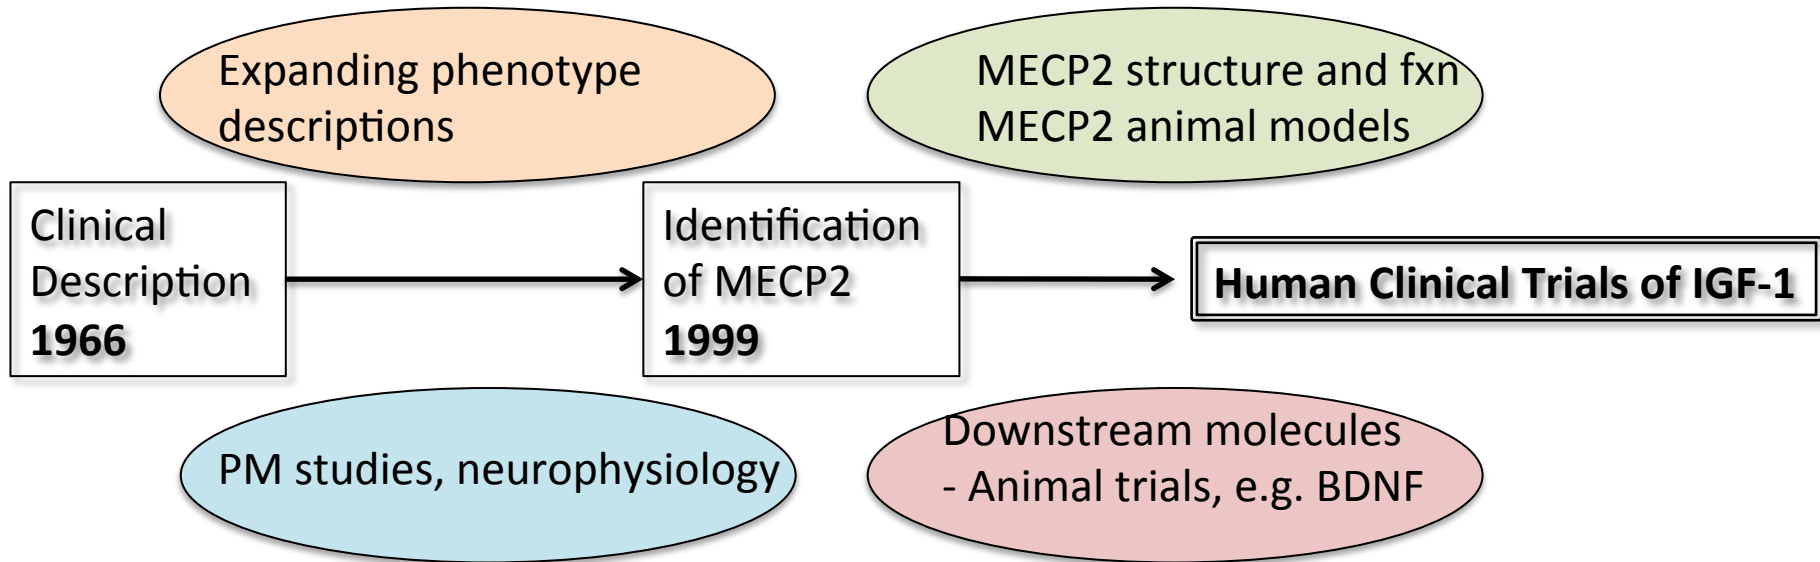 Expanding phenotype
descriptions
MECP2 structure and fxn
MECP2 animal models
Clinical
Description
1966
Identification
of MECP2
1999
Human Clinical Trials of IGF-1
PM studies, neurophysiology
Downstream molecules
- Animal trials, e.g. BDNF